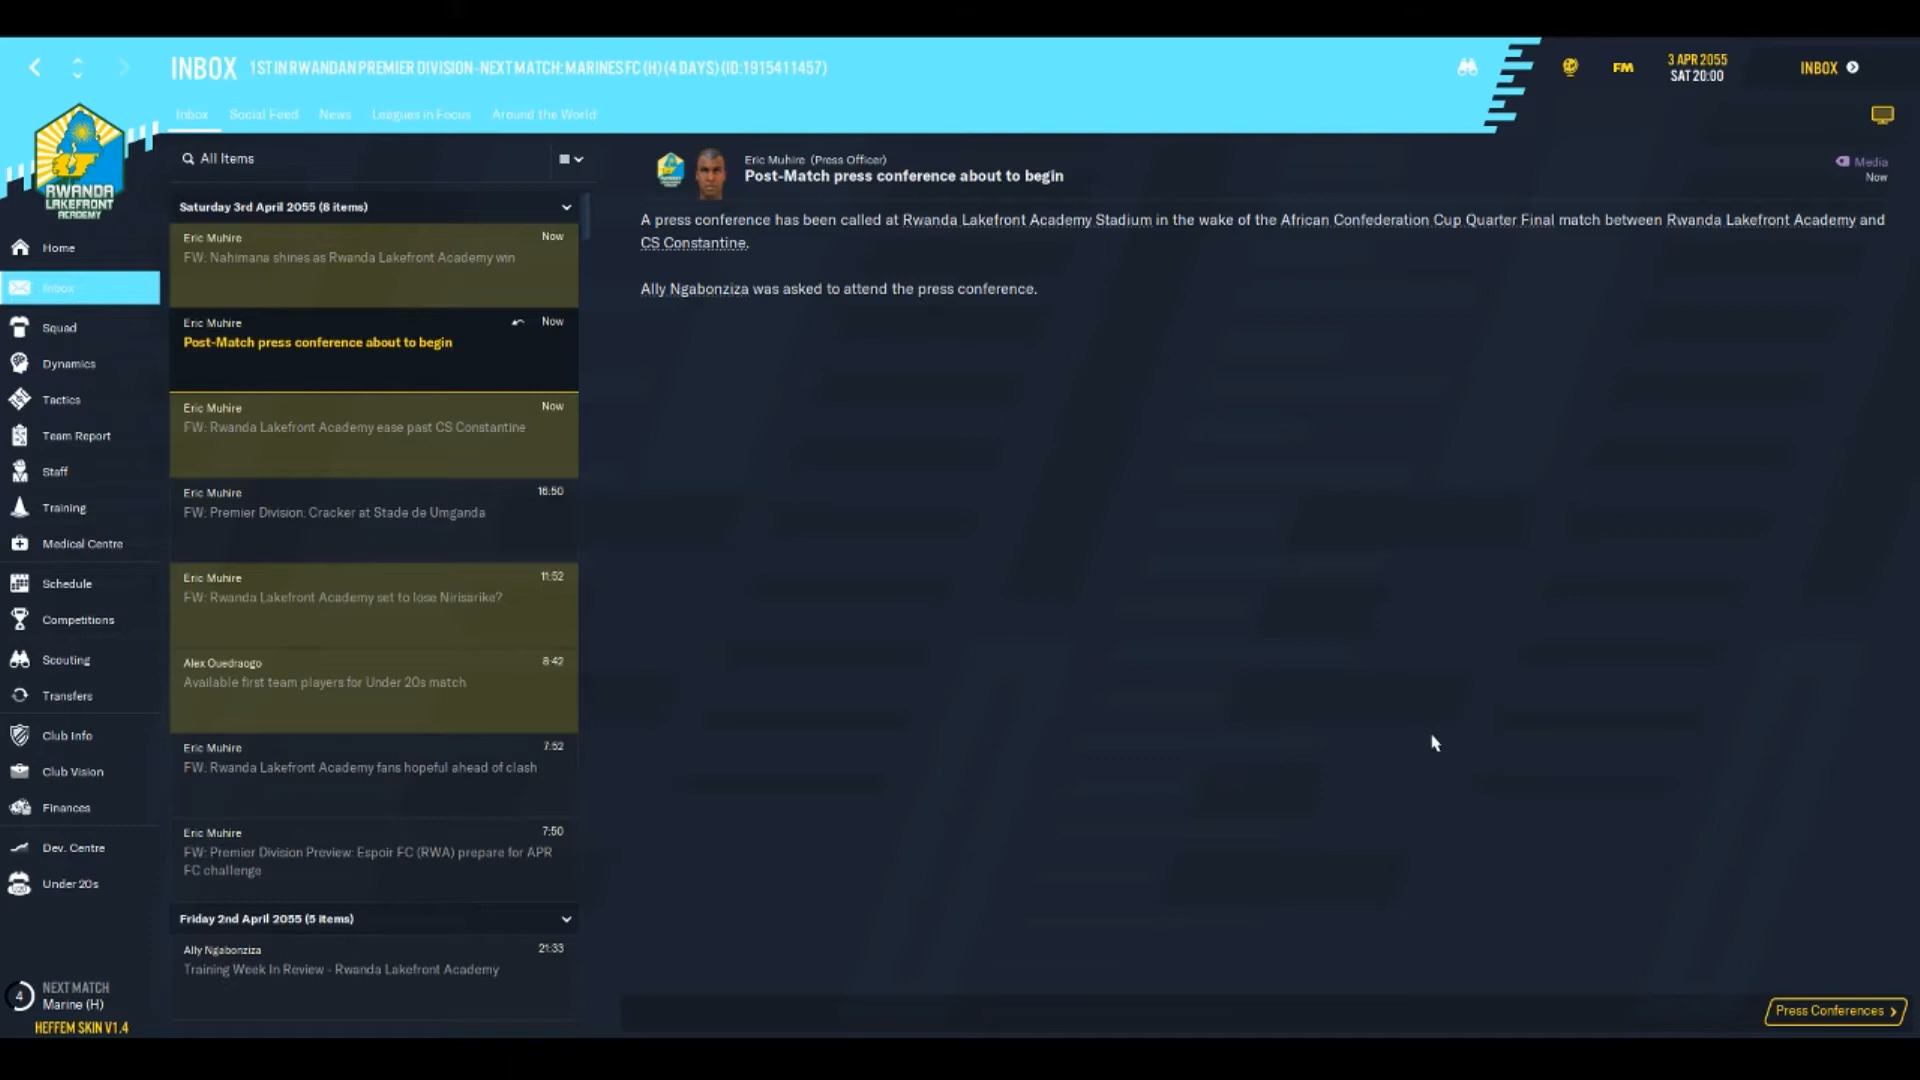 INBOX 1ST IN RWANDAN PREMIER DIVISION - NEXT MATCH: MARINES FC (H) (4 DAYS) (ID:1915411457)
FM
3 APR 2055
SAT 20:00
INBOX
Inbox Social Feed News Leagues in Focus Around the World
RWANDA
LAKEFRONT
ACADEMY
Home
Inbox
Squad
Dynamics
Tactics
Team Report
Staff
Training
Medical Centre
Schedule
Competitions
Scouting
Transfers
Club Info
Club Vision
Finances
Dev. Centre
Under 20s
4
NEXT MATCH
Marine (H)
HEFFEM SKIN V1.4
All Items
Saturday 3rd April 2055 (8 items)
Eric Muhire Now
FW: Nahimana shines as Rwanda Lakefront Academy win
Eric Muhire Now
Post-Match press conference about to begin
Eric Muhire Now
FW: Rwanda Lakefront Academy ease past CS Constantine
Eric Muhire 16:50
FW: Premier Division: Cracker at Stade de Umganda
Eric Muhire 11:52
FW: Rwanda Lakefront Academy set to lose Nirisarike?
Alex Ouedraogo 8:42
Available first team players for Under 20s match
Eric Muhire 7:52
FW: Rwanda Lakefront Academy fans hopeful ahead of clash
Eric Muhire 7:50
FW: Premier Division Preview: Espoir FC (RWA) prepare for APR
FC challenge
Friday 2nd April 2055 (5 items)
Ally Ngabonziza 21:33
Training Week In Review - Rwanda Lakefront Academy
Eric Muhire (Press Officer)
Post-Match press conference about to begin
Media
Now
A press conference has been called at Rwanda Lakefront Academy Stadium in the wake of the African Confederation Cup Quarter Final match between Rwanda Lakefront Academy and
CS Constantine.
Ally Ngabonziza was asked to attend the press conference.
Press Conferences